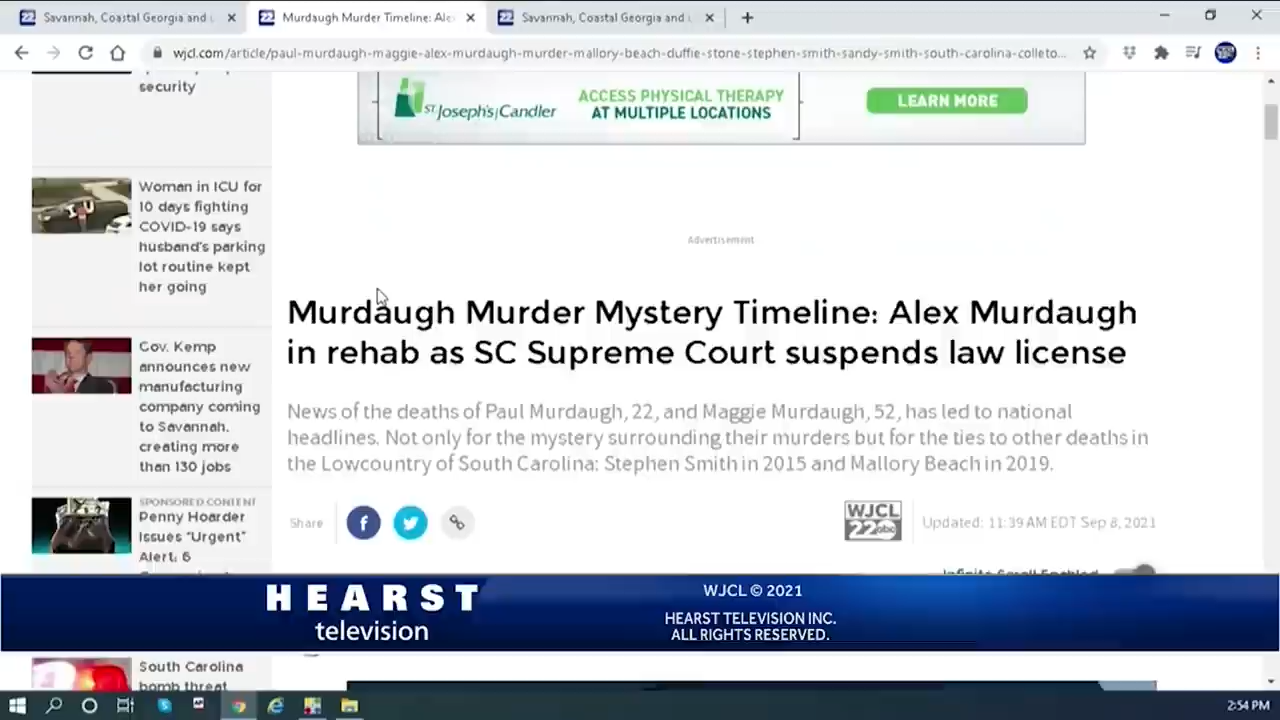 Savannah, Coastal Georgia and
Murdaugh Murder Timeline: Ale
Savannah, Coastal Georgia and
wjcl.com/article/paul-murdaugh-maggie-alex-murdaugh-murder-mallory-beach-duffie-stone-stephen-smith-sandy-smith-south-carolina-colleto...
security
St. Joseph's/Candler
ACCESS PHYSICAL THERAPY
AT MULTIPLE LOCATIONS
LEARN MORE
Woman in ICU for
10 days fighting
COVID-19 says
husband's parking
lot routine kept
her going
Advertisement
Murdaugh Murder Mystery Timeline: Alex Murdaugh
in rehab as SC Supreme Court suspends law license
Gov. Kemp
announces new
manufacturing
company coming
to Savannah,
creating more
than 130 jobs
News of the deaths of Paul Murdaugh, 22, and Maggie Murdaugh, 52, has led to national
headlines. Not only for the mystery surrounding their murders but for the ties to other deaths in
the Lowcountry of South Carolina: Stephen Smith in 2015 and Mallory Beach in 2019.
SPONSORED CONTENT
Penny Hoarder
Issues "Urgent"
Alert: 6
Share
WJCL
22 abc
Updated: 11:39 AM EDT Sep 8, 2021
Infinite Scroll Enabled
HEARST
television
WJCL © 2021
HEARST TELEVISION INC.
ALL RIGHTS RESERVED.
South Carolina
bomb threat
2:54 PM